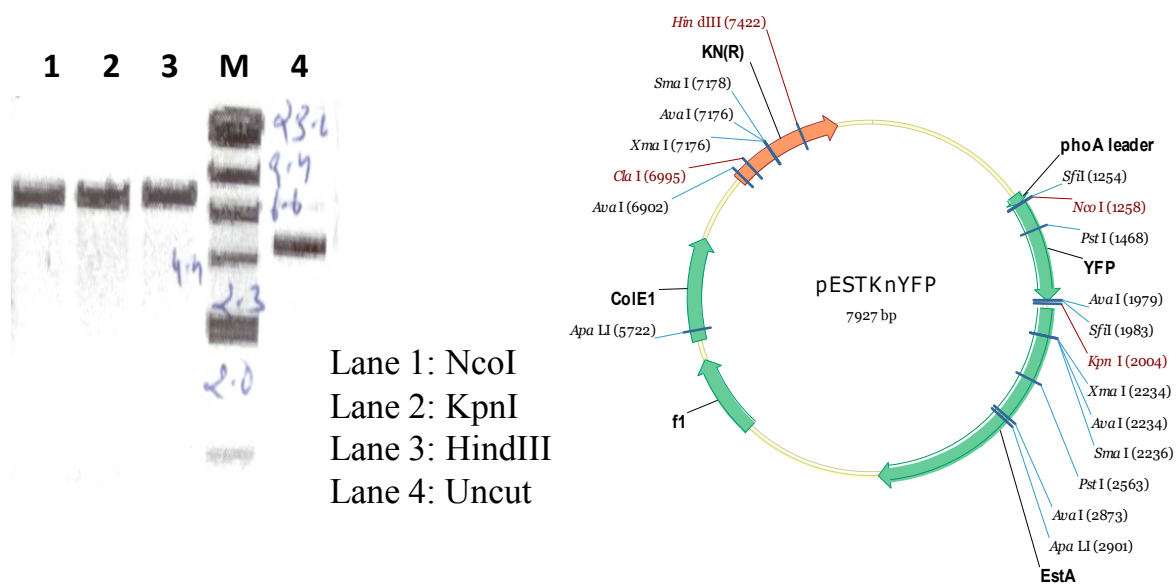 1 2 3 M 4
23.1
9.4
6.6
4.4
2.3
2.0
Lane 1: NcoI
Lane 2: KpnI
Lane 3: HindIII
Lane 4: Uncut
Hin dIII (7422)
KN(R)
Sma I (7178)
Ava I (7176)
Xma I (7176)
Cla I (6995)
Ava I (6902)
ColE1
Apa LI (5722)
f1
pESTKnYFP
7927 bp
phoA leader
SfiI (1254)
Nco I (1258)
Pst I (1468)
YFP
Ava I (1979)
SfiI (1983)
Kpn I (2004)
Xma I (2234)
Ava I (2234)
Sma I (2236)
Pst I (2563)
Ava I (2873)
Apa LI (2901)
EstA